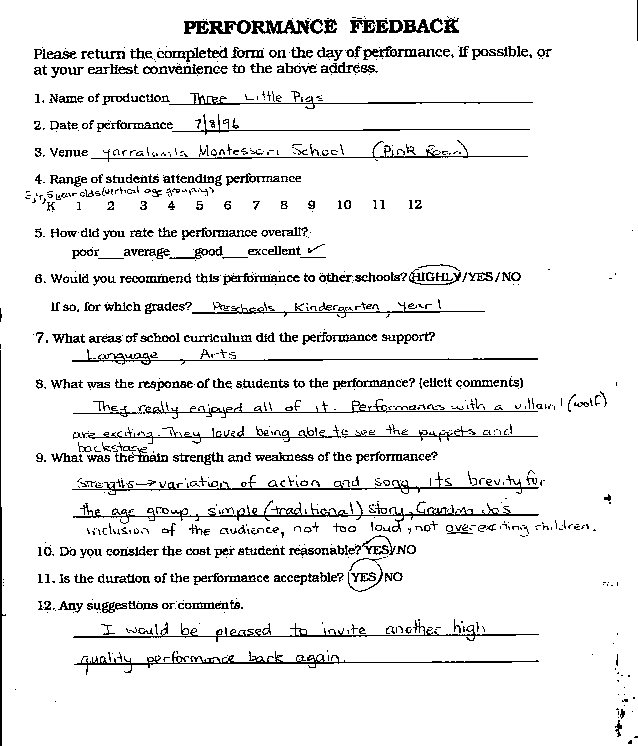 PERFORMANCE FEEDBACK
Please return the completed form on the day of performance, if possible, or
at your earliest convenience to the above address.
1. Name of production Three Little Pigs
2. Date of performance 7/8/96
3. Venue Yarralumla Montessori School (Pink Room)
4. Range of students attending performance
3,4,5 year olds (vertical age grouping)
K 1 2 3 4 5 6 7 8 9 10 11 12
5. How did you rate the performance overall?
poor average good excellent ✓
6. Would you recommend this performance to other schools? HIGHLY/YES/NO
If so, for which grades? Preschools, Kindergarten, Year 1
7. What areas of school curriculum did the performance support?
Language, Arts
8. What was the response of the students to the performance? (elicit comments)
They really enjoyed all of it. Performances with a villain! (wolf)
are exciting. They loved being able to see the puppets and
backstage.
9. What was the main strength and weakness of the performance?
Strengths → variation of action and song, its brevity for
the age group, simple (traditional) story, Grandma Jo's
inclusion of the audience, not too loud, not overexciting children.
10. Do you consider the cost per student reasonable? YES/NO
11. Is the duration of the performance acceptable? YES/NO
12. Any suggestions or comments.
I would be pleased to invite another high
quality performance back again.